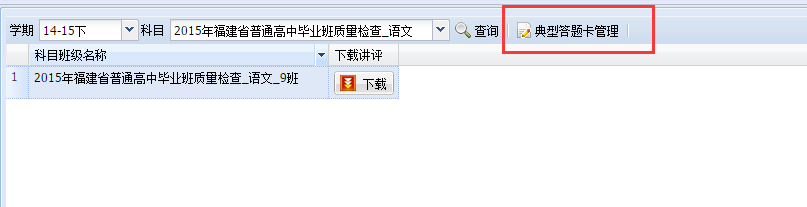 学期 14-15下 科目 2015年福建省普通高中毕业班质量检查_语文 查询 典型答题卡管理
科目班级名称 下载讲评
1 2015年福建省普通高中毕业班质量检查_语文_9班 下载